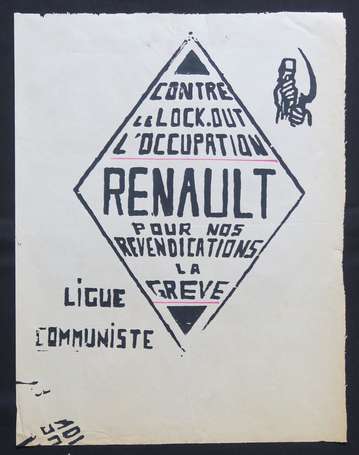 CONTRE
LE LOCK.OUT
L'OCCUPATION
RENAULT
POUR NOS
REVENDICATIONS
LA
GREVE
LIGUE
COMMUNISTE